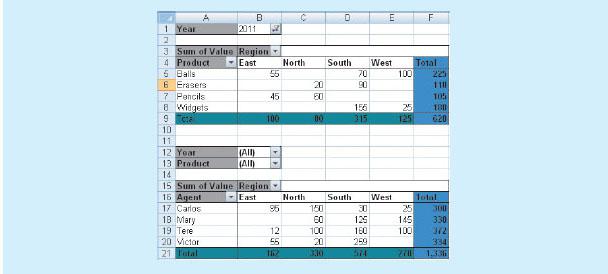 A B C D E F
1 Year 2011
2
3 Sum of Value Region
4 Product East North South West Total
5 Balls 55 70 100 225
6 Erasers 20 90 110
7 Pencils 45 60 105
8 Widgets 155 25 180
9 Total 100 80 315 125 620
10
11
12 Year (All)
13 Product (All)
14
15 Sum of Value Region
16 Agent East North South West Total
17 Carlos 95 150 30 25 300
18 Mary 60 125 145 330
19 Tere 12 100 160 100 372
20 Victor 55 20 259 334
21 Total 162 330 574 270 1,336